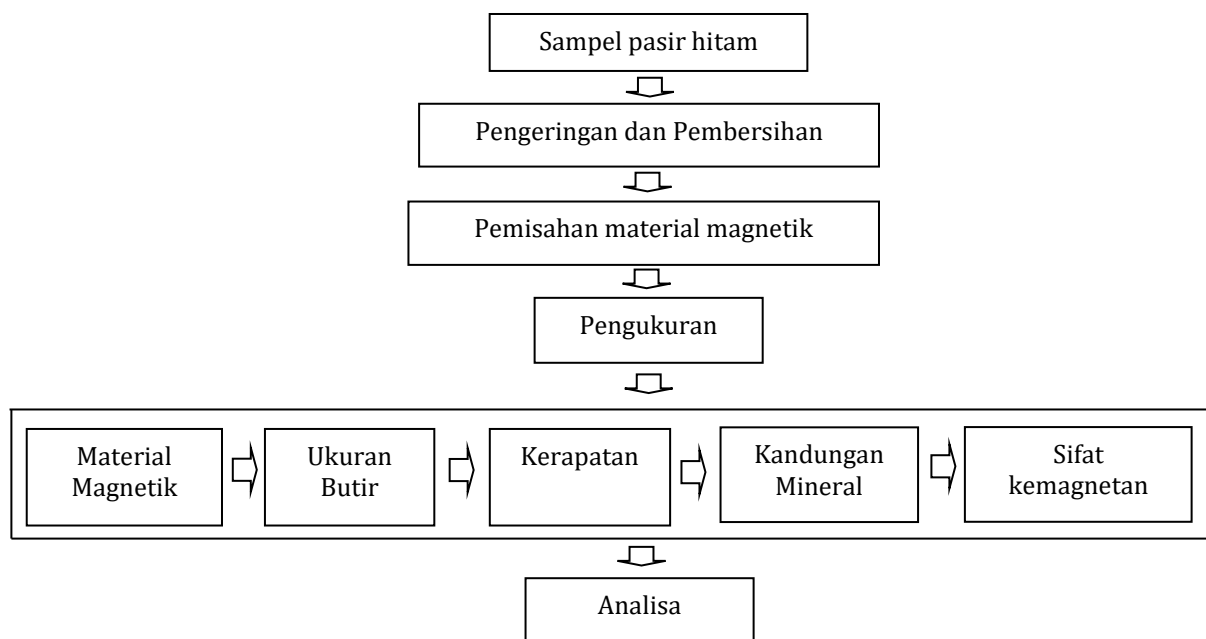 Sampel pasir hitam
Pengeringan dan Pembersihan
Pemisahan material magnetik
Pengukuran
Material
Magnetik
Ukuran
Butir
Kerapatan
Kandungan
Mineral
Sifat
kemagnetan
Analisa